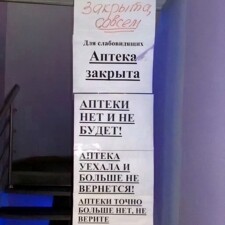 Закрыта,
совсем
Для слабовидящих
Аптека
закрыта
АПТЕКИ
НЕТ И НЕ
БУДЕТ!
АПТЕКА
УЕХАЛА И
БОЛЬШЕ НЕ
ВЕРНЕТСЯ!
АПТЕКИ ТОЧНО
БОЛЬШЕ НЕТ, НЕ
ВЕРИТЕ